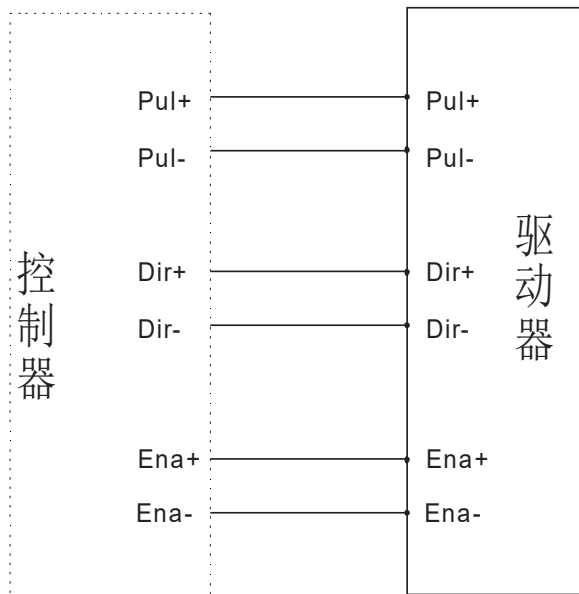 控制器
Pul+
Pul-
Dir+
Dir-
Ena+
Ena-
Pul+
Pul-
Dir+
Dir-
Ena+
Ena-
驱动器